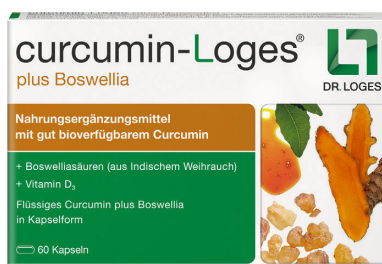 curcumin-Loges®
plus Boswellia
DR. LOGES
Nahrungsergänzungsmittel
mit gut bioverfügbarem Curcumin
+ Boswelliasäuren (aus Indischem Weihrauch)
+ Vitamin D₃
Flüssiges Curcumin plus Boswellia
in Kapselform
60 Kapseln